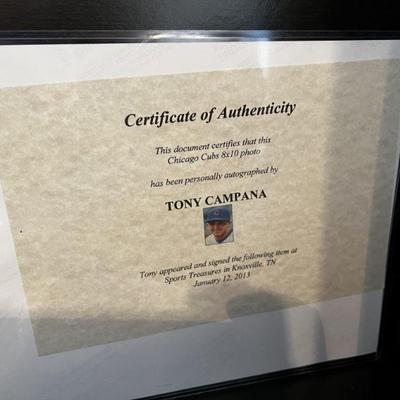 Certificate of Authenticity
This document certifies that this
Chicago Cubs 8x10 photo
has been personally autographed by
TONY CAMPANA
Tony appeared and signed the following item at
Sports Treasures in Knoxville, TN
January 12, 2013